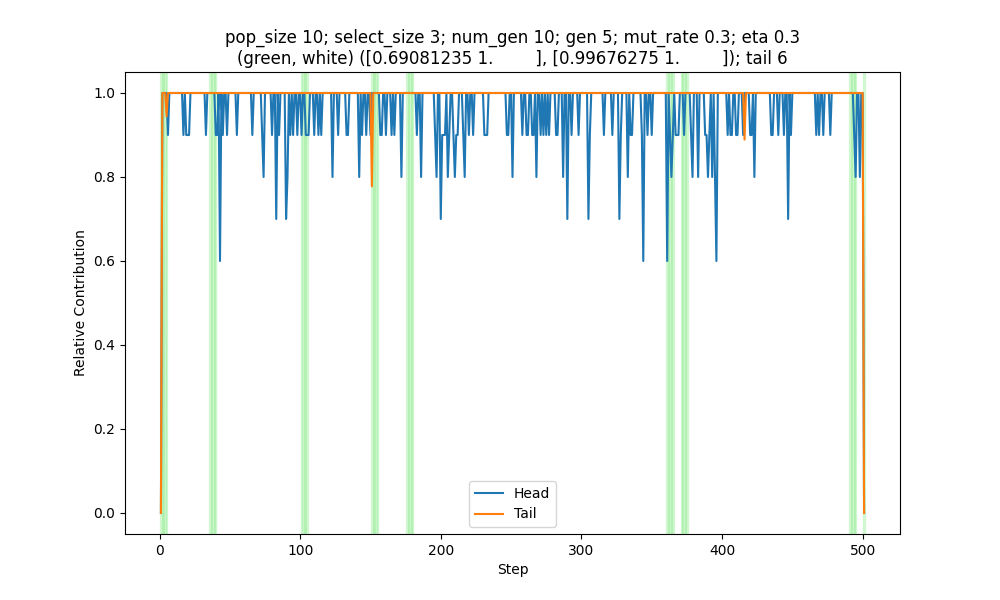 pop_size 10; select_size 3; num_gen 10; gen 5; mut_rate 0.3; eta 0.3
(green, white) ([0.69081235 1.        ], [0.99676275 1.        ]); tail 6
1.0
0.8
0.6
0.4
0.2
0.0
Relative Contribution
Head
Tail
0 100 200 300 400 500
Step